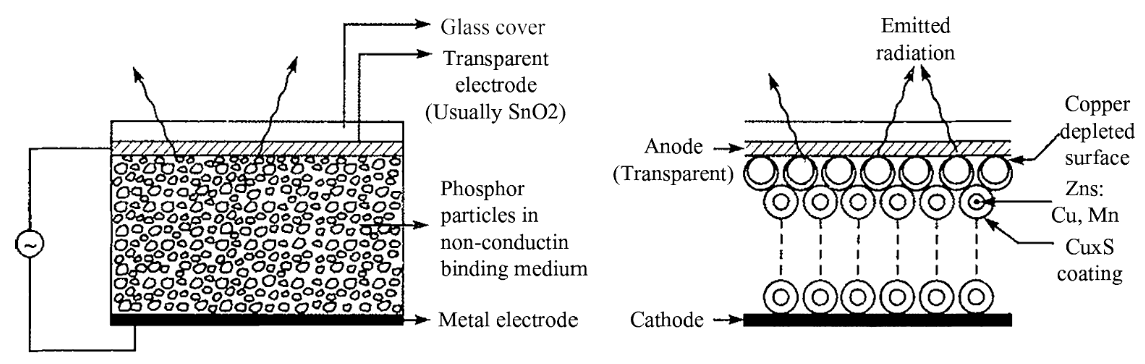 Glass cover
Transparent
electrode
(Usually SnO2)
Phosphor
particles in
non-conductin
binding medium
Metal electrode
~
Emitted
radiation
Anode
(Transparent)
Copper
depleted
surface
Zns:
Cu, Mn
CuxS
coating
Cathode